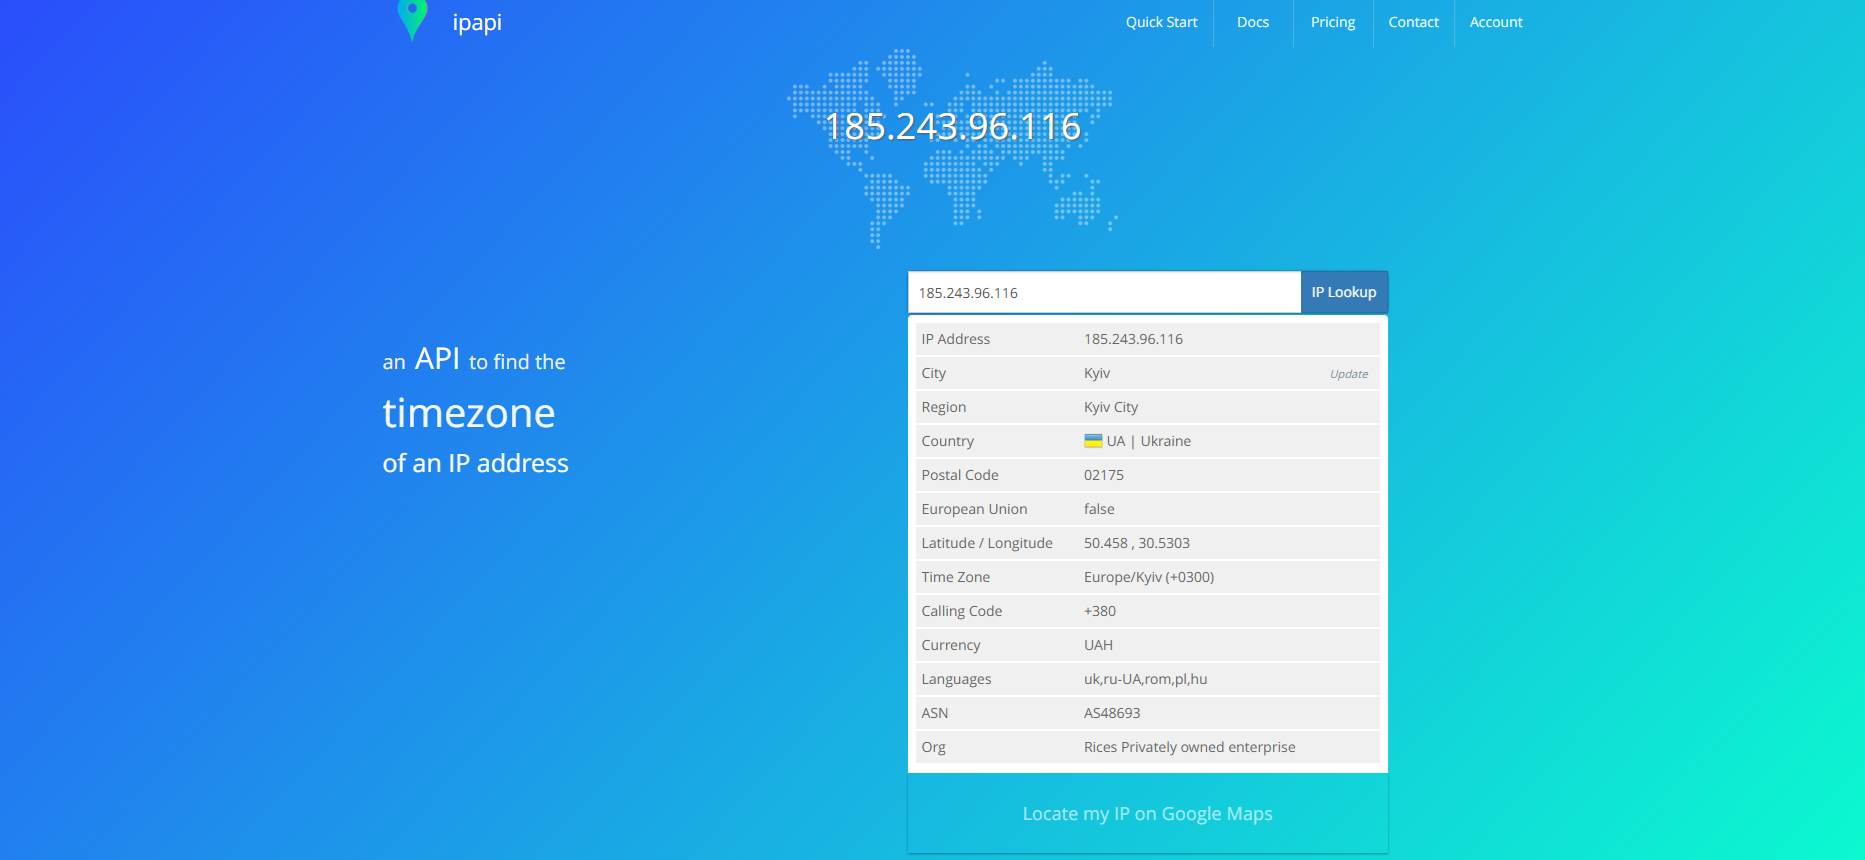 ipapi
Quick Start
Docs
Pricing
Contact
Account
185.243.96.116
an API to find the
timezone
of an IP address
185.243.96.116
IP Lookup
IP Address 185.243.96.116
City Kyiv Update
Region Kyiv City
Country UA | Ukraine
Postal Code 02175
European Union false
Latitude / Longitude 50.458 , 30.5303
Time Zone Europe/Kyiv (+0300)
Calling Code +380
Currency UAH
Languages uk,ru-UA,rom,pl,hu
ASN AS48693
Org Rices Privately owned enterprise
Locate my IP on Google Maps